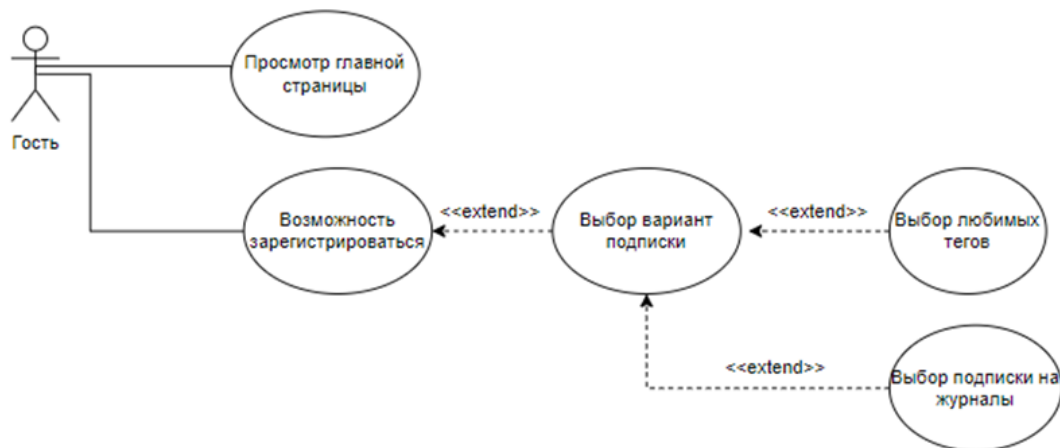 Просмотр главной
страницы
Гость
Возможность
зарегистрироваться
<<extend>>
Выбор вариант
подписки
<<extend>>
Выбор любимых
тегов
<<extend>>
Выбор подписки на
журналы